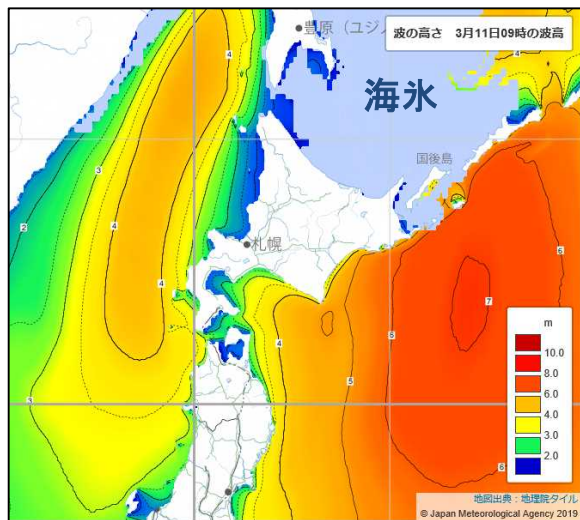 波の高さ 3月11日09時の波高
豊原（ユジノ
海氷
国後島
札幌
4
4
3
3
2
4
4
3
4
5
6
6
7
6
6
m
10.0
8.0
6.0
4.0
3.0
2.0
地図出典：地理院タイル
© Japan Meteorological Agency 2019